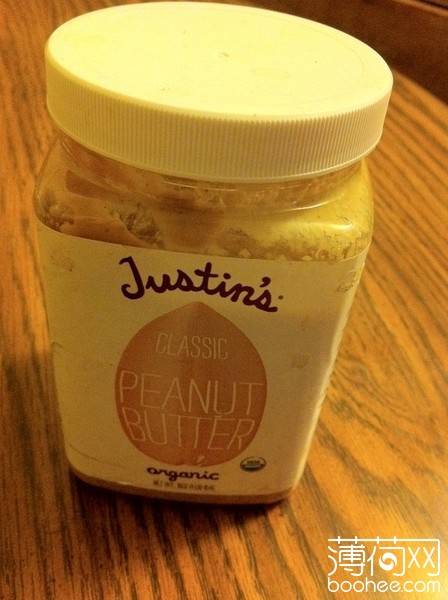 Justin's
CLASSIC
PEANUT
BUTTER
organic
薄荷网
boohee.com